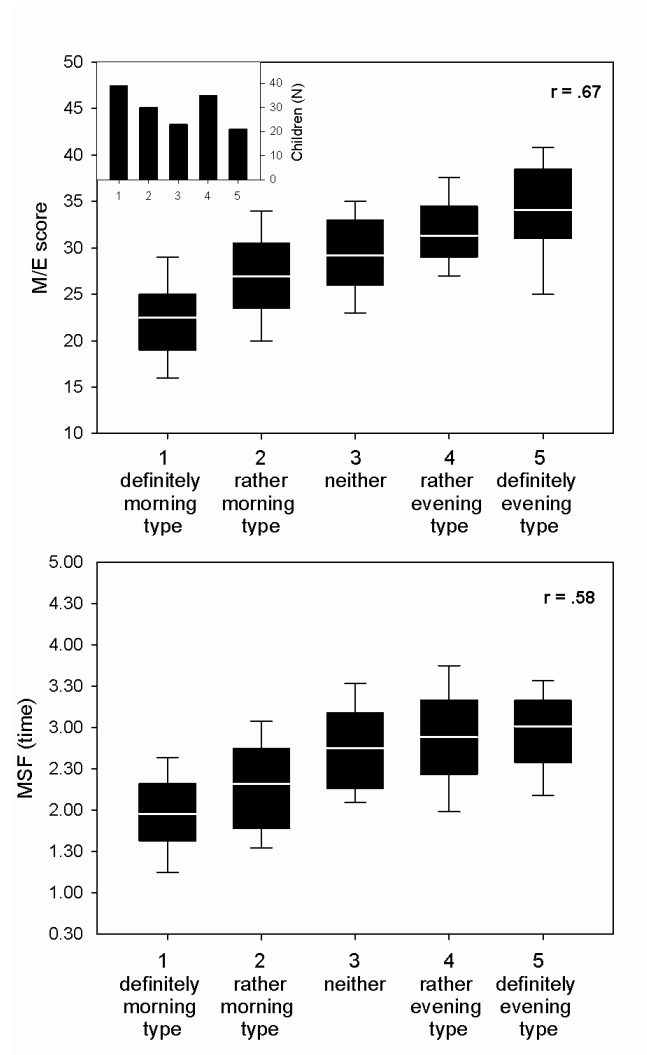 50
45
40
35
30
25
20
15
10
M/E score
40
30
20
10
0
Children (N)
1 2 3 4 5
r = .67
1 2 3 4 5
definitely rather neither rather definitely
morning morning evening evening
type type type type
5.00
4.30
4.00
3.30
3.00
2.30
2.00
1.30
1.00
0.30
MSF (time)
r = .58
1 2 3 4 5
definitely rather neither rather definitely
morning morning evening evening
type type type type